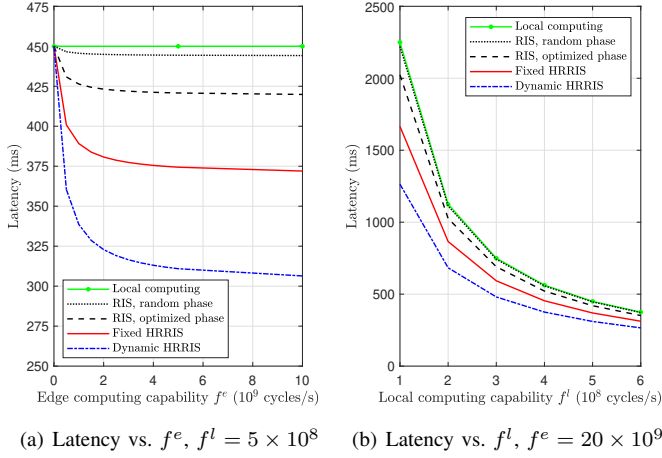 475
450
425
400
375
350
325
300
275
250
Latency (ms)
Local computing
RIS, random phase
RIS, optimized phase
Fixed HRRIS
Dynamic HRRIS
0 2 4 6 8 10
Edge computing capability f^e (10^9 cycles/s)
(a) Latency vs. f^e, f^l = 5 × 10^8
2500
2000
1500
1000
500
0
Latency (ms)
Local computing
RIS, random phase
RIS, optimized phase
Fixed HRRIS
Dynamic HRRIS
1 2 3 4 5 6
Local computing capability f^l (10^8 cycles/s)
(b) Latency vs. f^l, f^e = 20 × 10^9